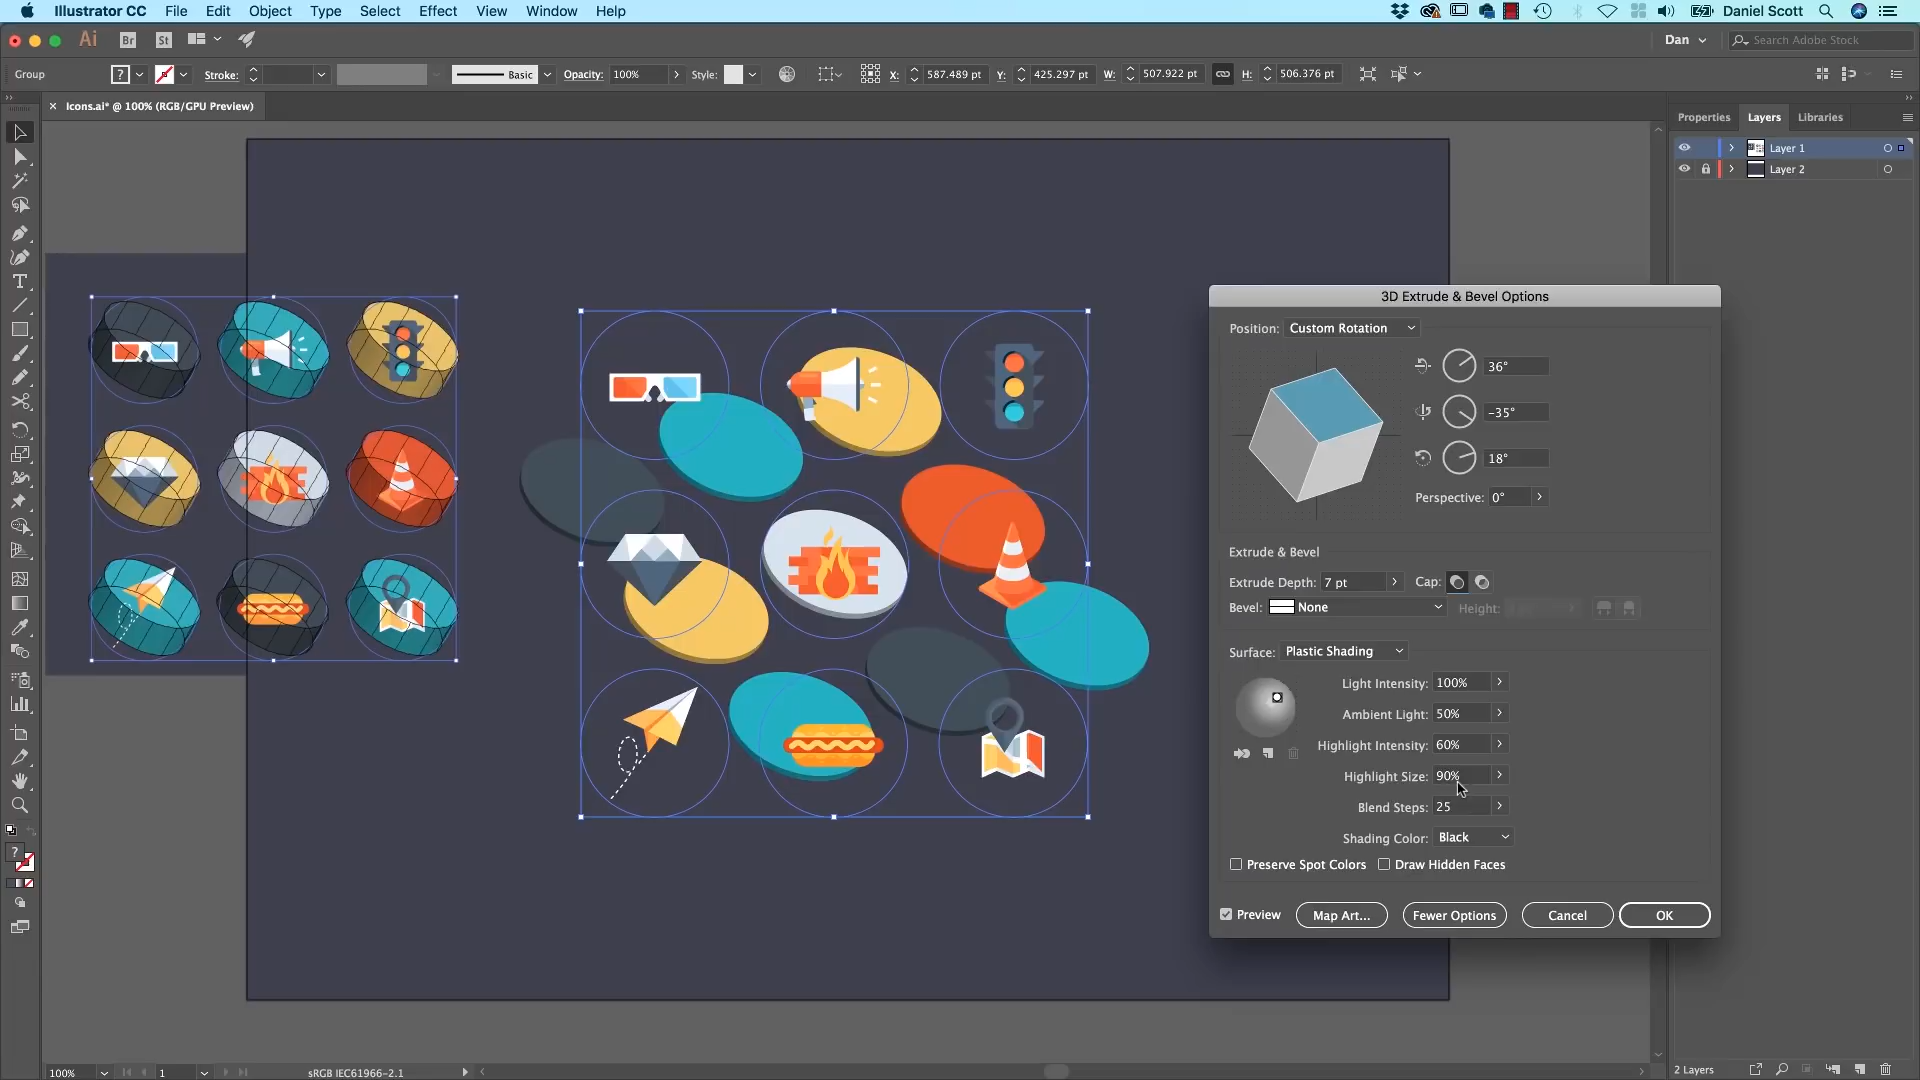 Illustrator CC File Edit Object Type Select Effect View Window Help Daniel Scott
Ai Br St Dan Search Adobe Stock
Group ? Stroke: Basic Opacity: 100% Style: X: 587.489 pt Y: 425.297 pt W: 507.922 pt H: 506.376 pt
× Icons.ai* @ 100% (RGB/GPU Preview)
Properties Layers Libraries
Layer 1
Layer 2
3D Extrude & Bevel Options
Position: Custom Rotation
36°
-35°
18°
Perspective: 0°
Extrude & Bevel
Extrude Depth: 7 pt Cap:
Bevel: None Height:
Surface: Plastic Shading
Light Intensity: 100%
Ambient Light: 50%
Highlight Intensity: 60%
Highlight Size: 90%
Blend Steps: 25
Shading Color: Black
Preserve Spot Colors Draw Hidden Faces
Preview Map Art... Fewer Options Cancel OK
?
100% 1 sRGB IEC61966-2.1 2 Layers